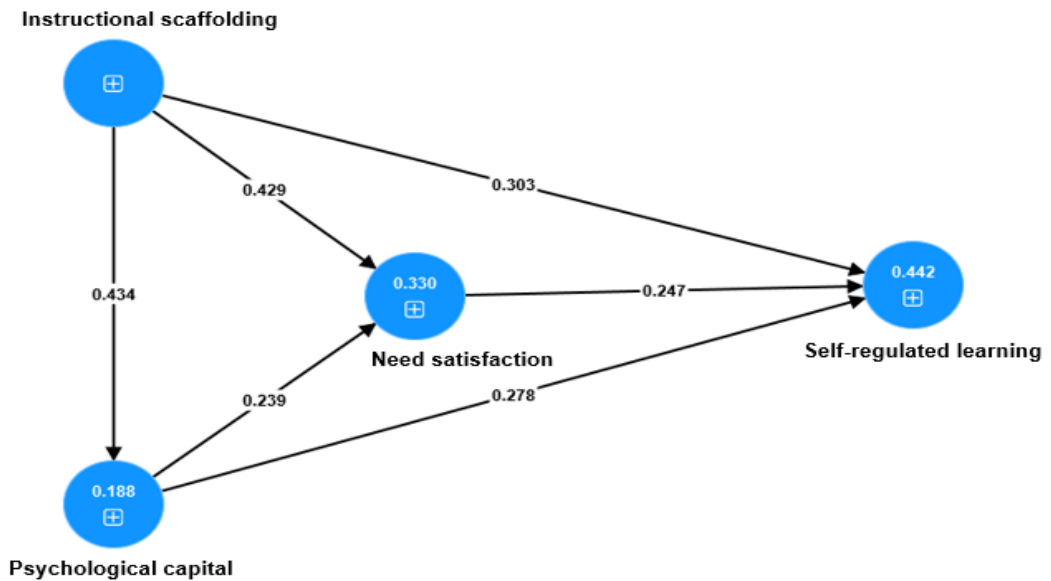 Instructional scaffolding
0.303
0.429
0.330
0.442
0.434
0.247
Need satisfaction
Self-regulated learning
0.239
0.278
0.188
Psychological capital